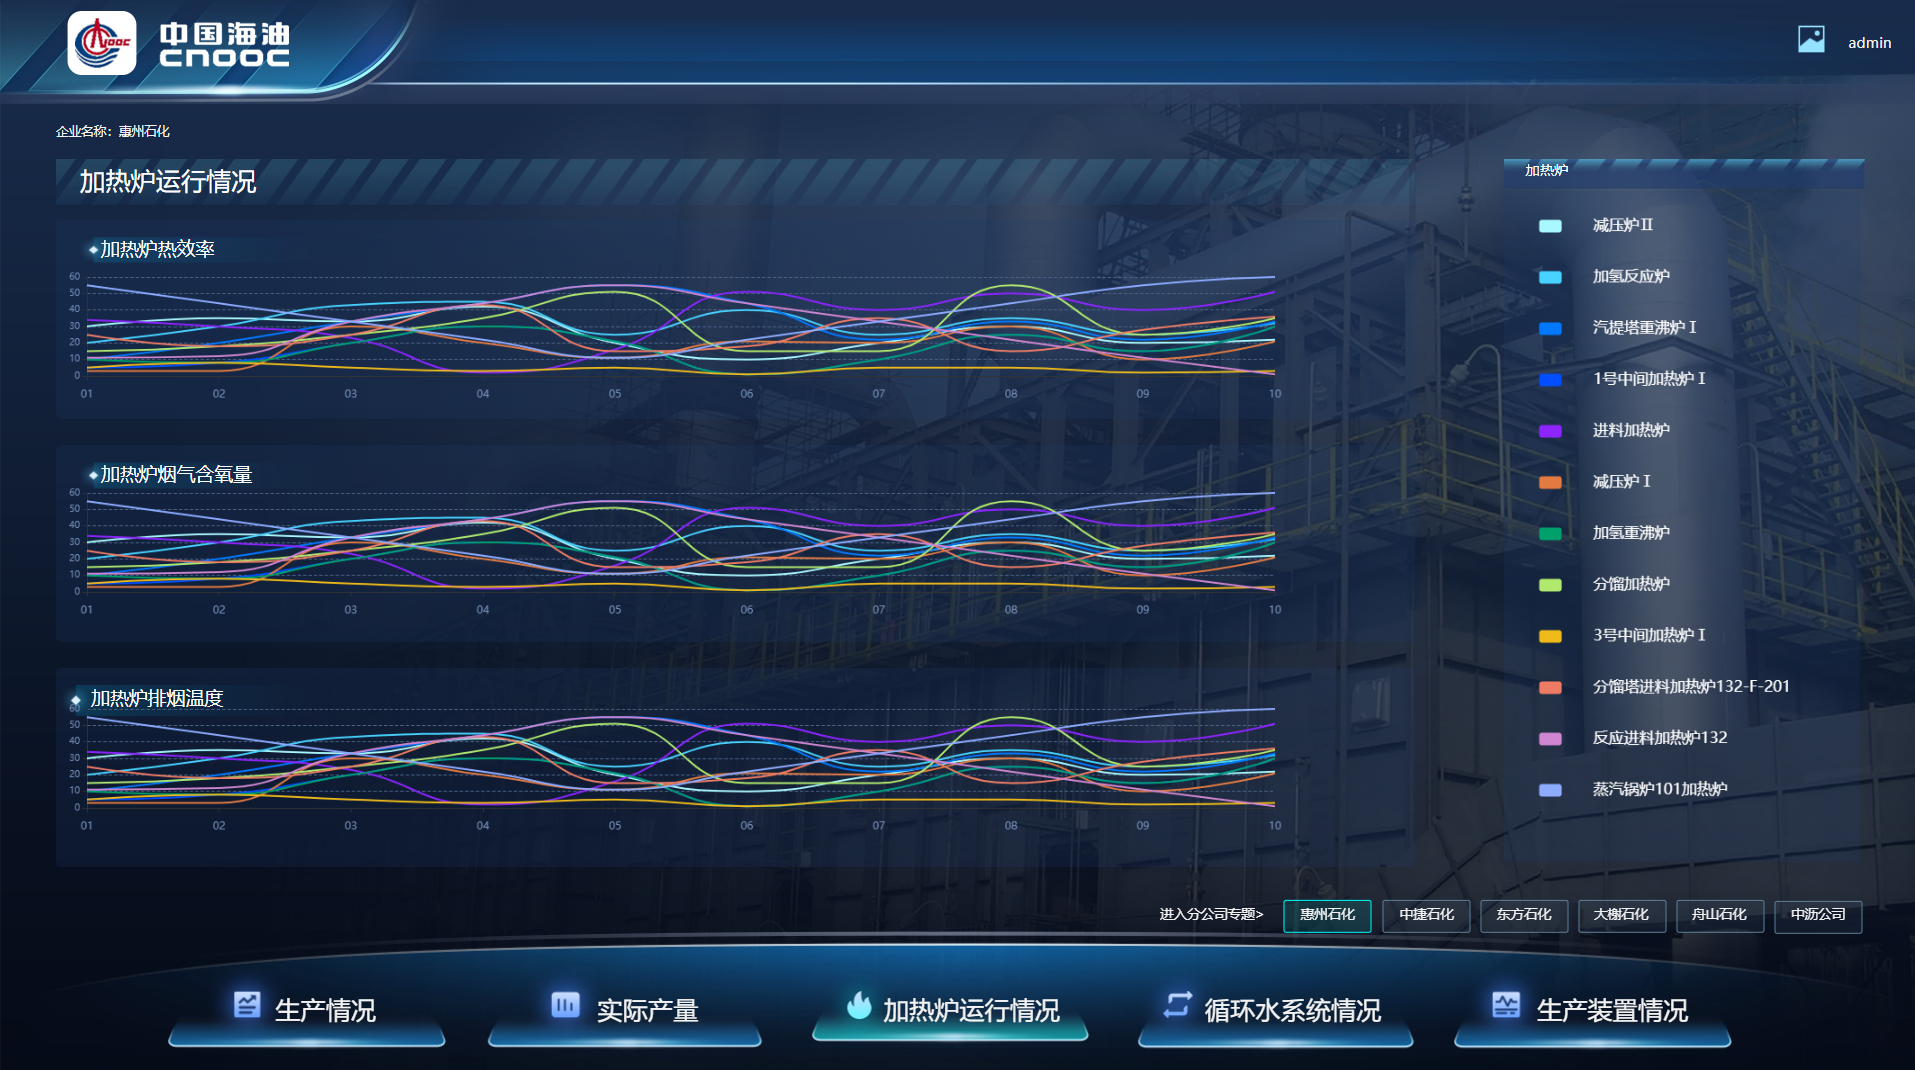 中国海油
CNOOC
admin
企业名称：惠州石化
加热炉运行情况
加热炉热效率
60
50
40
30
20
10
0
01 02 03 04 05 06 07 08 09 10
加热炉烟气含氧量
60
50
40
30
20
10
0
01 02 03 04 05 06 07 08 09 10
加热炉排烟温度
60
50
40
30
20
10
0
01 02 03 04 05 06 07 08 09 10
加热炉
减压炉Ⅱ
加氢反应炉
汽提塔重沸炉Ⅰ
1号中间加热炉Ⅰ
进料加热炉
减压炉Ⅰ
加氢重沸炉
分馏加热炉
3号中间加热炉Ⅰ
分馏塔进料加热炉132-F-201
反应进料加热炉132
蒸汽锅炉101加热炉
进入分公司专题> 惠州石化 中捷石化 东方石化 大榭石化 舟山石化 中沥公司
生产情况 实际产量 加热炉运行情况 循环水系统情况 生产装置情况